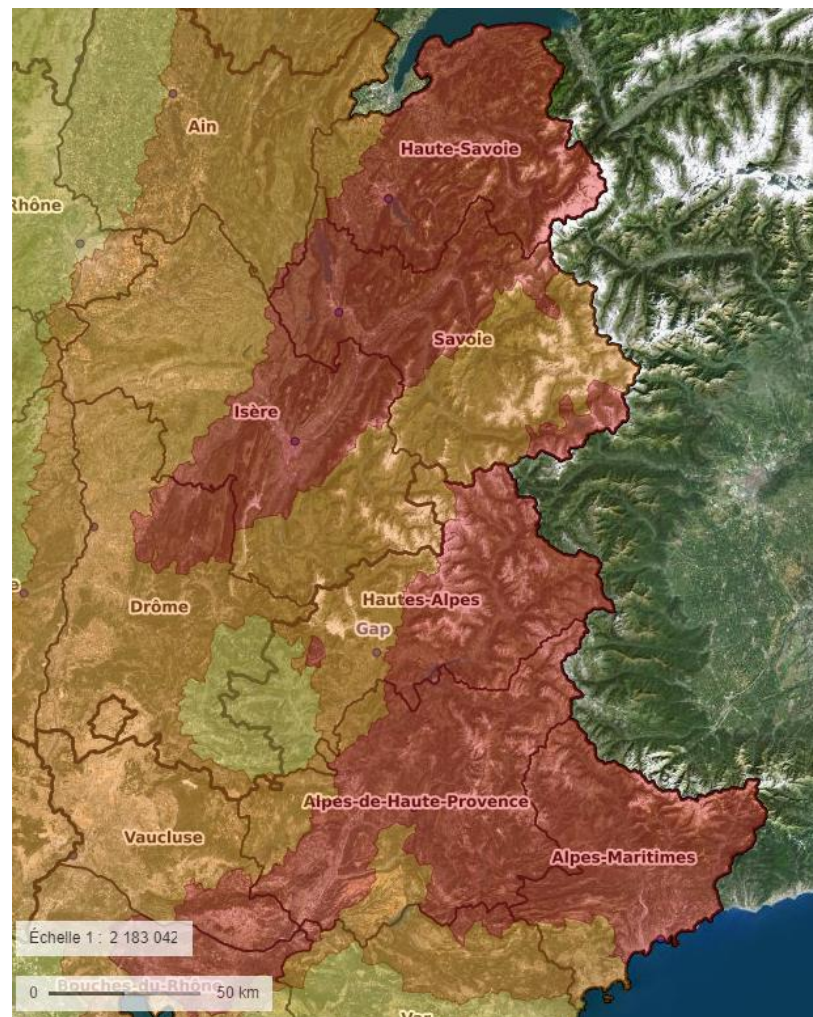 Ain
Haute-Savoie
Rhône
Savoie
Isère
Hautes-Alpes
Drôme
Gap
Alpes-de-Haute-Provence
Vaucluse
Alpes-Maritimes
Échelle 1 : 2 183 042
Bouches-du-Rhône
0 50 km
Var